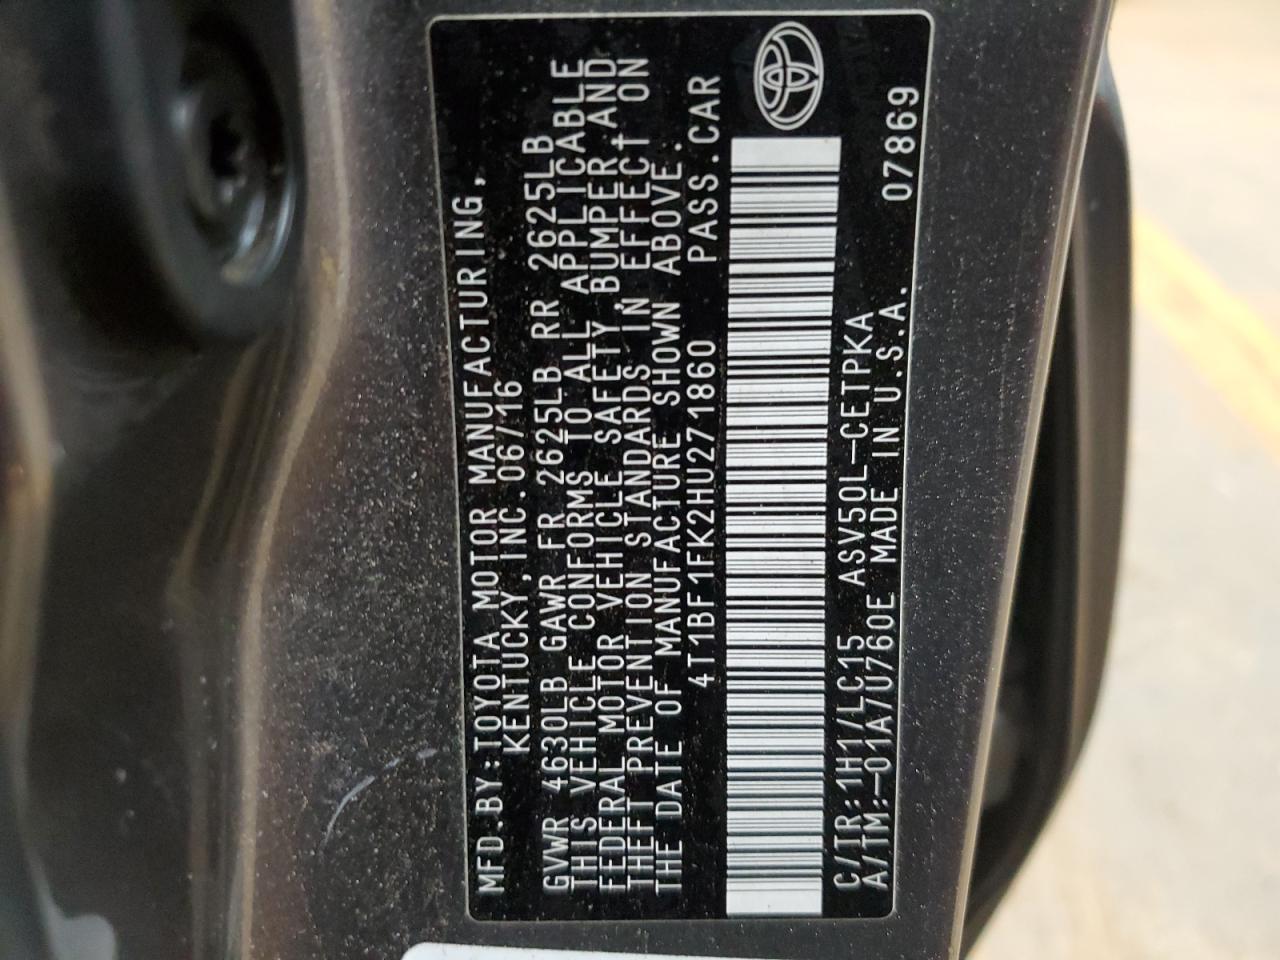 MFD.BY:TOYOTA MOTOR MANUFACTURING,
KENTUCKY,INC.06/16
GVWR 4630LB GAWR FR 2625LB RR 2625LB
THIS VEHICLE CONFORMS TO ALL APPLICABLE
FEDERAL MOTOR VEHICLE SAFETY,BUMPER,AND
THEFT PREVENTION STANDARDS IN EFFECT ON
THE DATE OF MANUFACTURE SHOWN ABOVE.
4T1BF1FK2HU271860 PASS.CAR
C/TR:1H1/LC15 ASV50L-CETPKA
A/TM:-01A/U760E MADE IN U.S.A. 07869